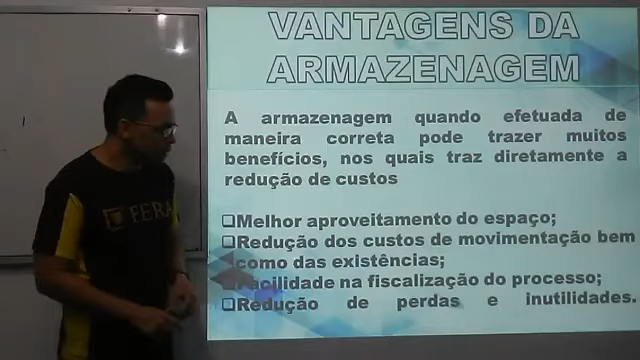 VANTAGENS DA
ARMAZENAGEM
A armazenagem quando efetuada de
maneira correta pode trazer muitos
benefícios, nos quais traz diretamente a
redução de custos
❑Melhor aproveitamento do espaço;
❑Redução dos custos de movimentação bem
como das existências;
❑Facilidade na fiscalização do processo;
❑Redução de perdas e inutilidades.
FERA